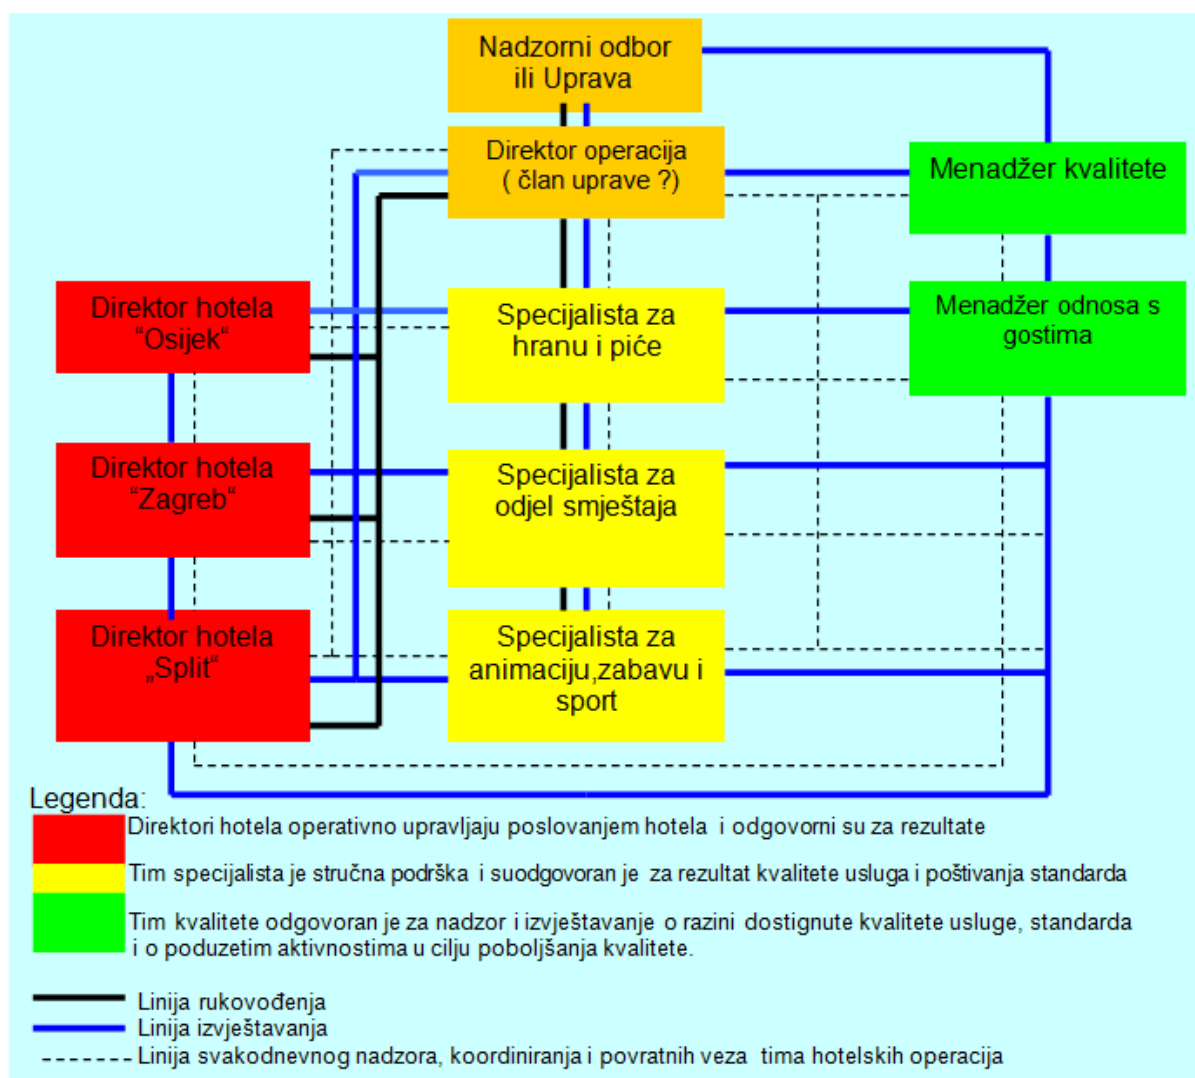 Nadzorni odbor
ili Uprava
Direktor operacija
( član uprave ?)
Menadžer kvalitete
Direktor hotela
“Osijek“
Specijalista za
hranu i piće
Menadžer odnosa s
gostima
Direktor hotela
“Zagreb“
Specijalista za
odjel smještaja
Direktor hotela
„Split“
Specijalista za
animaciju,zabavu i
sport
Legenda:
Direktori hotela operativno upravljaju poslovanjem hotela i odgovorni su za rezultate
Tim specijalista je stručna podrška i suodgovoran je za rezultat kvalitete usluga i poštivanja standarda
Tim kvalitete odgovoran je za nadzor i izvještavanje o razini dostignute kvalitete usluge, standarda
i o poduzetim aktivnostima u cilju poboljšanja kvalitete.
Linija rukovođenja
Linija izvještavanja
Linija svakodnevnog nadzora, koordiniranja i povratnih veza tima hotelskih operacija